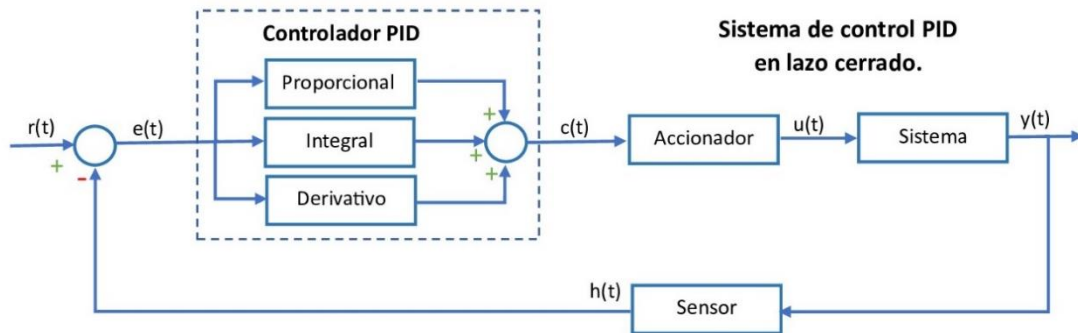 Controlador PID
Sistema de control PID
en lazo cerrado.
Proporcional
+
r(t)
e(t)
Integral
c(t)
Accionador
u(t)
Sistema
y(t)
+
-
+
+
Derivativo
h(t)
Sensor